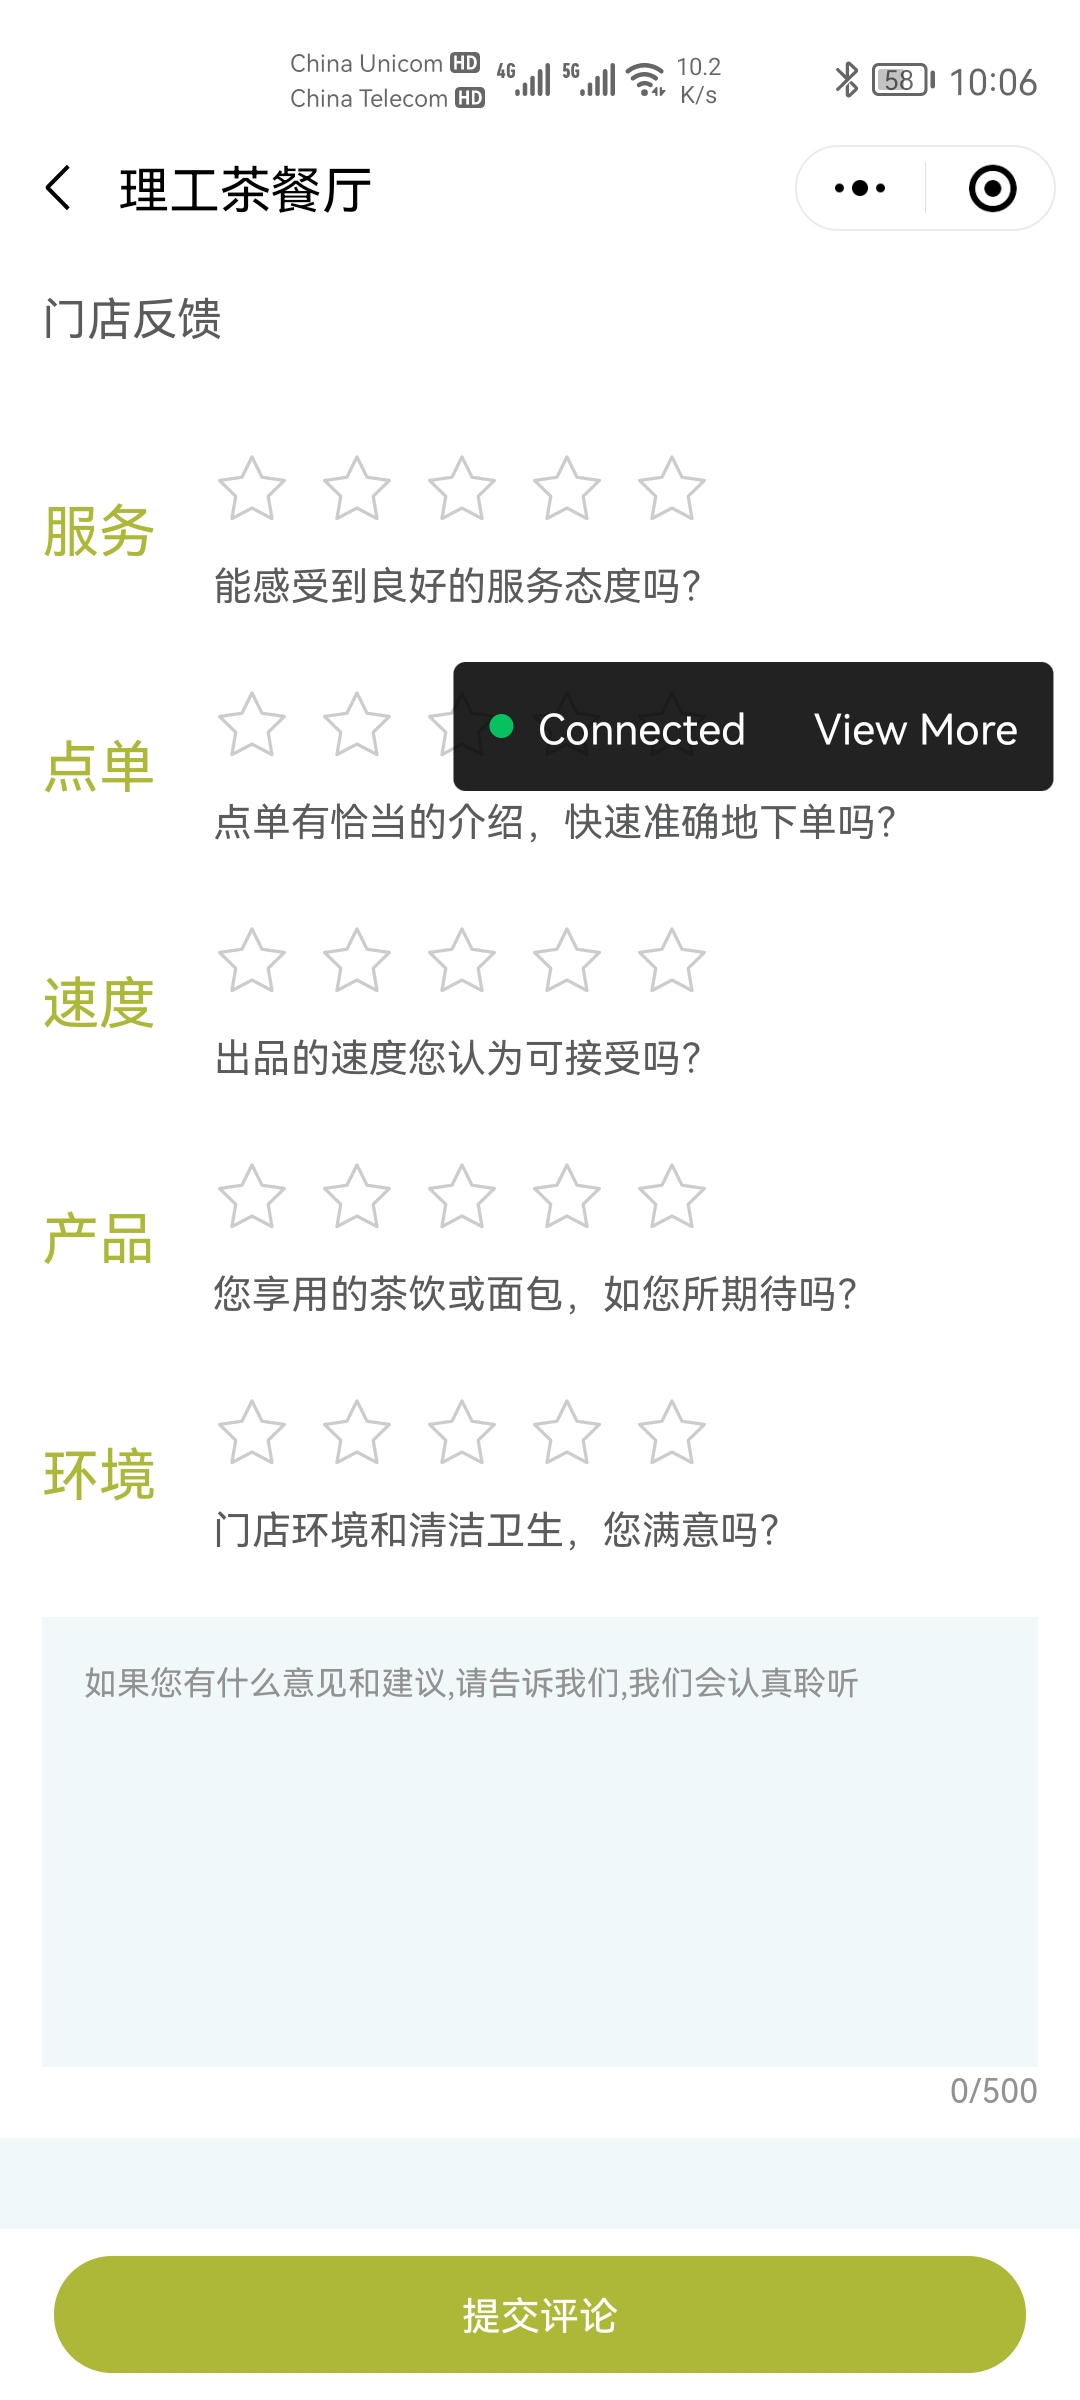 China Unicom HD
China Telecom HD
4G
5G
10.2
K/s
58
10:06
理工茶餐厅
门店反馈
服务
能感受到良好的服务态度吗?
Connected
View More
点单
点单有恰当的介绍，快速准确地下单吗?
速度
出品的速度您认为可接受吗?
产品
您享用的茶饮或面包，如您所期待吗?
环境
门店环境和清洁卫生，您满意吗?
如果您有什么意见和建议,请告诉我们,我们会认真聆听
0/500
提交评论